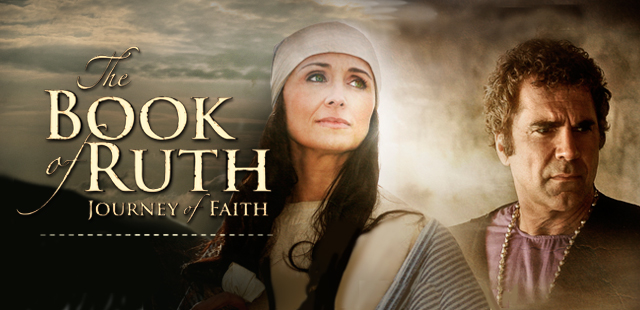 The
BOOK
of RUTH
JOURNEY of FAITH